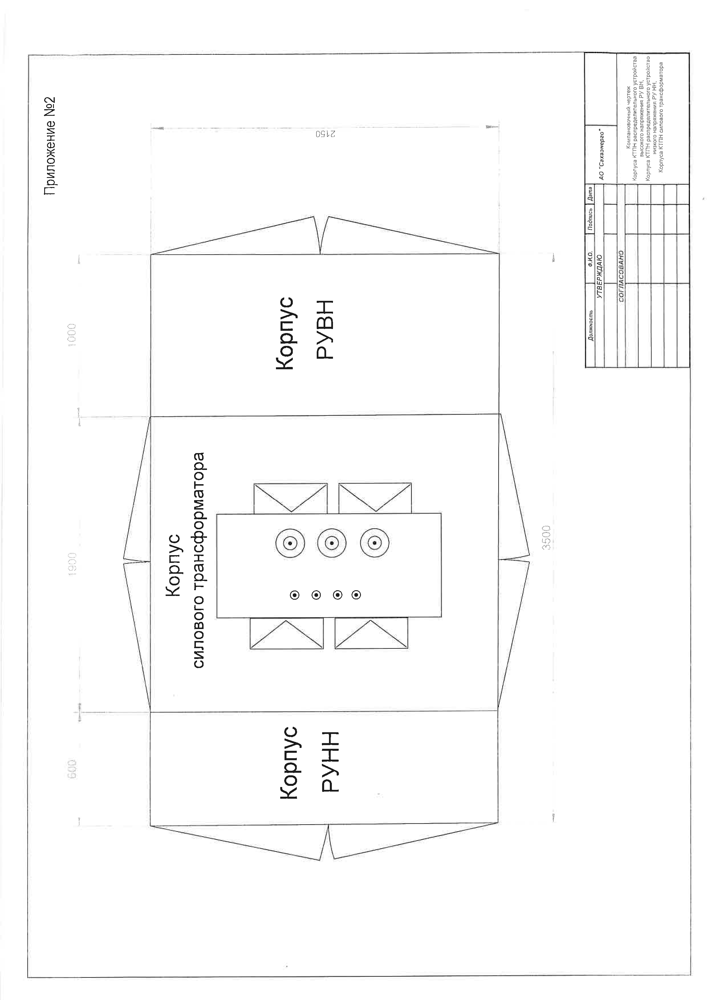 Приложение №2
600
1900
1000
2150
3500
Корпус
РУНН
Корпус
силового трансформатора
Корпус
РУВН
Должность
Ф.И.О.
Подпись
Дата
УТВЕРЖДАЮ
АО "Сахаэнерго"
СОГЛАСОВАНО
Компановочный чертеж
Корпуса КТПН распределительного устройства
высокого напряжения РУ ВН,
Корпуса КТПН распределительного устройство
низкого напряжения РУ НН,
Корпуса КТПН силового трансформатора